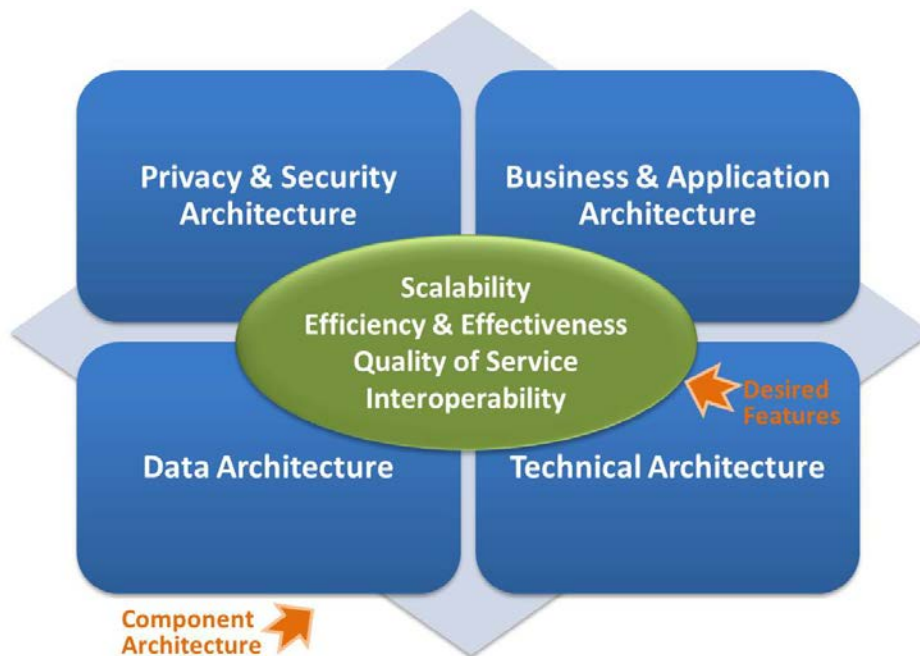 Privacy & Security
Architecture
Business & Application
Architecture
Scalability
Efficiency & Effectiveness
Quality of Service
Interoperability
Desired
Features
Data Architecture
Technical Architecture
Component
Architecture